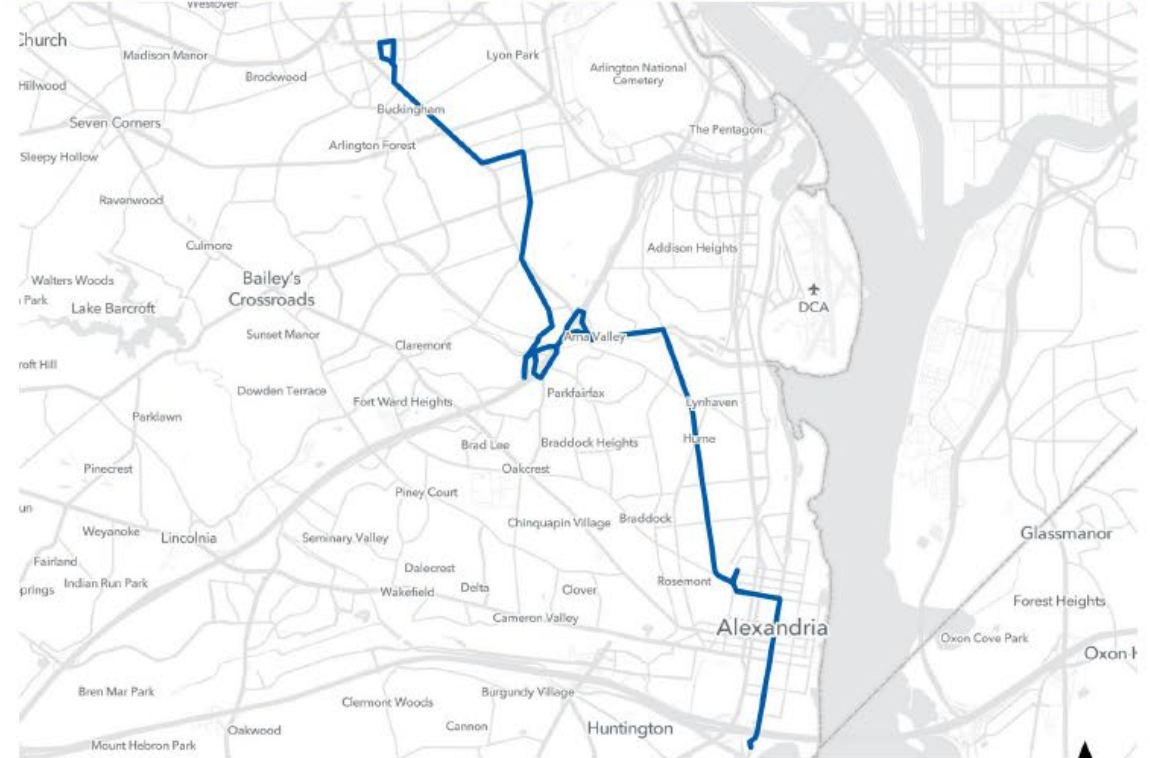 Westover
Church
Madison Manor
Lyon Park
Arlington National
Cemetery
Brockwood
Hillwood
Buckingham
Seven Corners
The Pentagon
Arlington Forest
Sleepy Hollow
Ravenwood
Culmore
Addison Heights
Walters Woods
Bailey's
Crossroads
Park
Lake Barcroft
DCA
Sunset Manor
Claremont
Arna Valley
roft Hill
Dowden Terrace
Parkfairfax
Fort Ward Heights
Lynhaven
Parklawn
Hume
Brad Lee
Braddock Heights
Pinecrest
Oakcrest
Piney Court
un
Chinquapin Village
Braddock
Weyanoke
Lincolnia
Seminary Valley
Glassmanor
Fairland
Dalecrest
Indian Run Park
Rosemont
prings
Wakefield
Delta
Clover
Forest Heights
Cameron Valley
Alexandria
Oxon Cove Park
Oxon H
Bren Mar Park
Burgundy Village
Clermont Woods
Cannon
Huntington
Oakwood
Mount Hebron Park